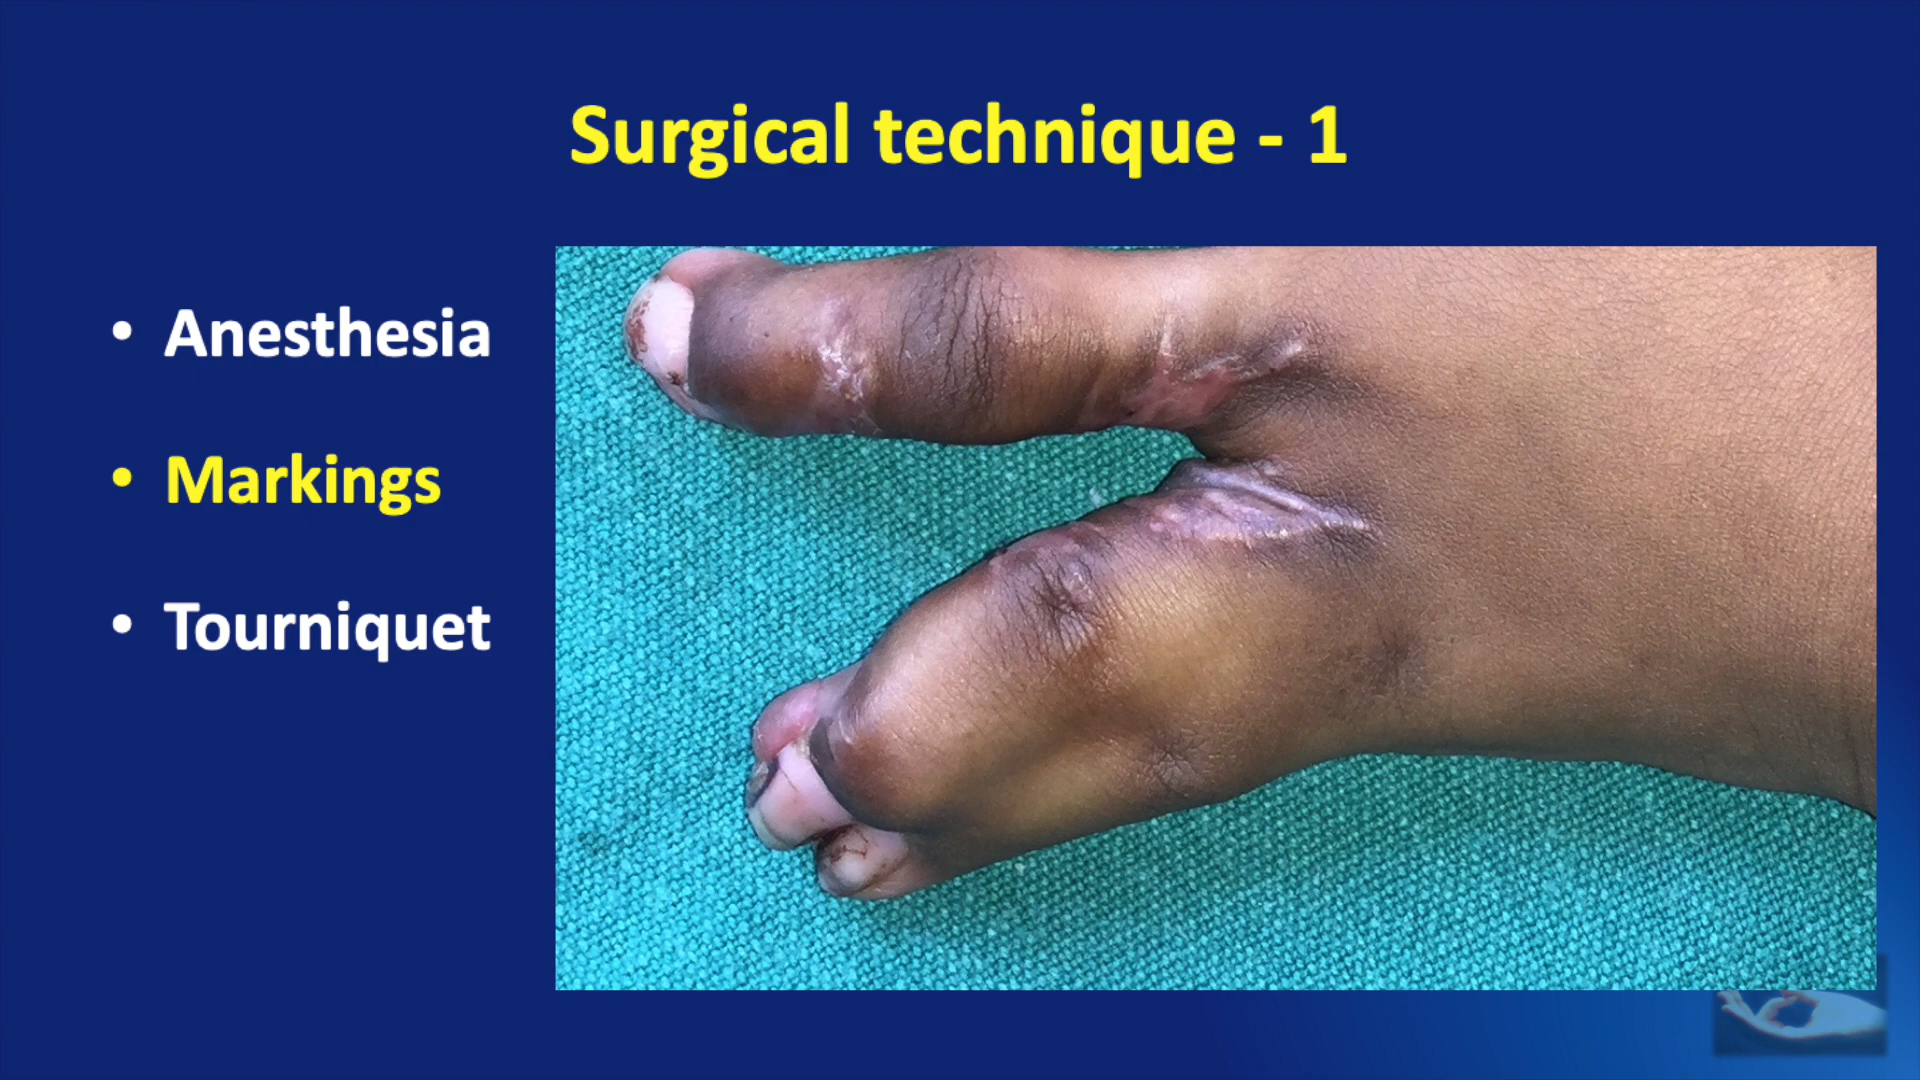 Surgical technique - 1
• Anesthesia
• Markings
• Tourniquet